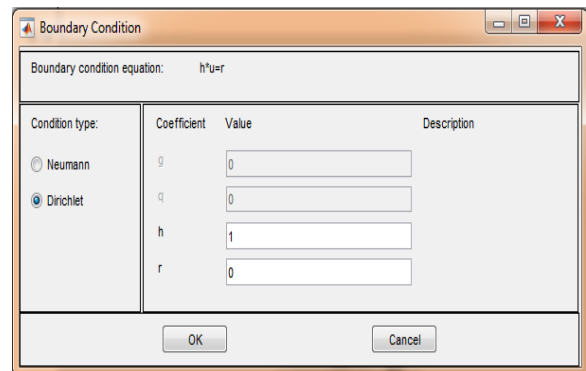 Boundary Condition
Boundary condition equation: h*u=r
Condition type: Coefficient Value Description
Neumann g 0
Dirichlet q 0
h 1
r 0
OK Cancel